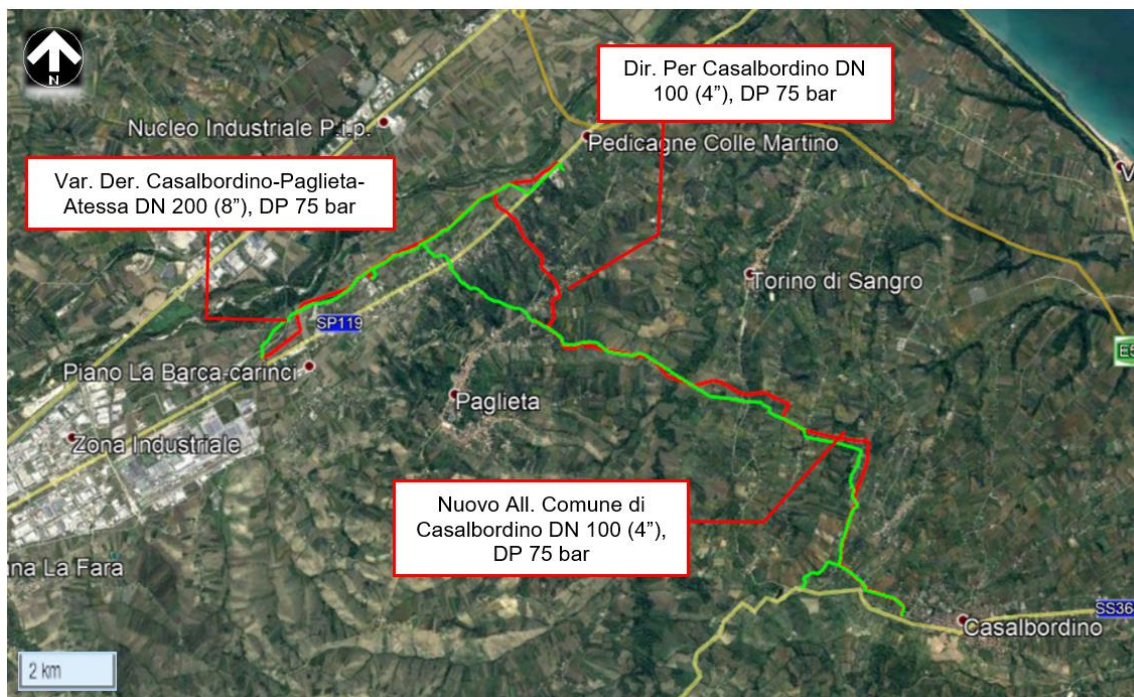 N
Dir. Per Casalbordino DN
100 (4”), DP 75 bar
Nucleo Industriale P.i.p.
Pedicagne Colle Martino
Var. Der. Casalbordino-Paglieta-
Atessa DN 200 (8”), DP 75 bar
Torino di Sangro
SP119
Piano La Barca-carinci
Paglieta
Zona Industriale
Nuovo All. Comune di
Casalbordino DN 100 (4”),
DP 75 bar
na La Fara
SS36
Casalbordino
2 km